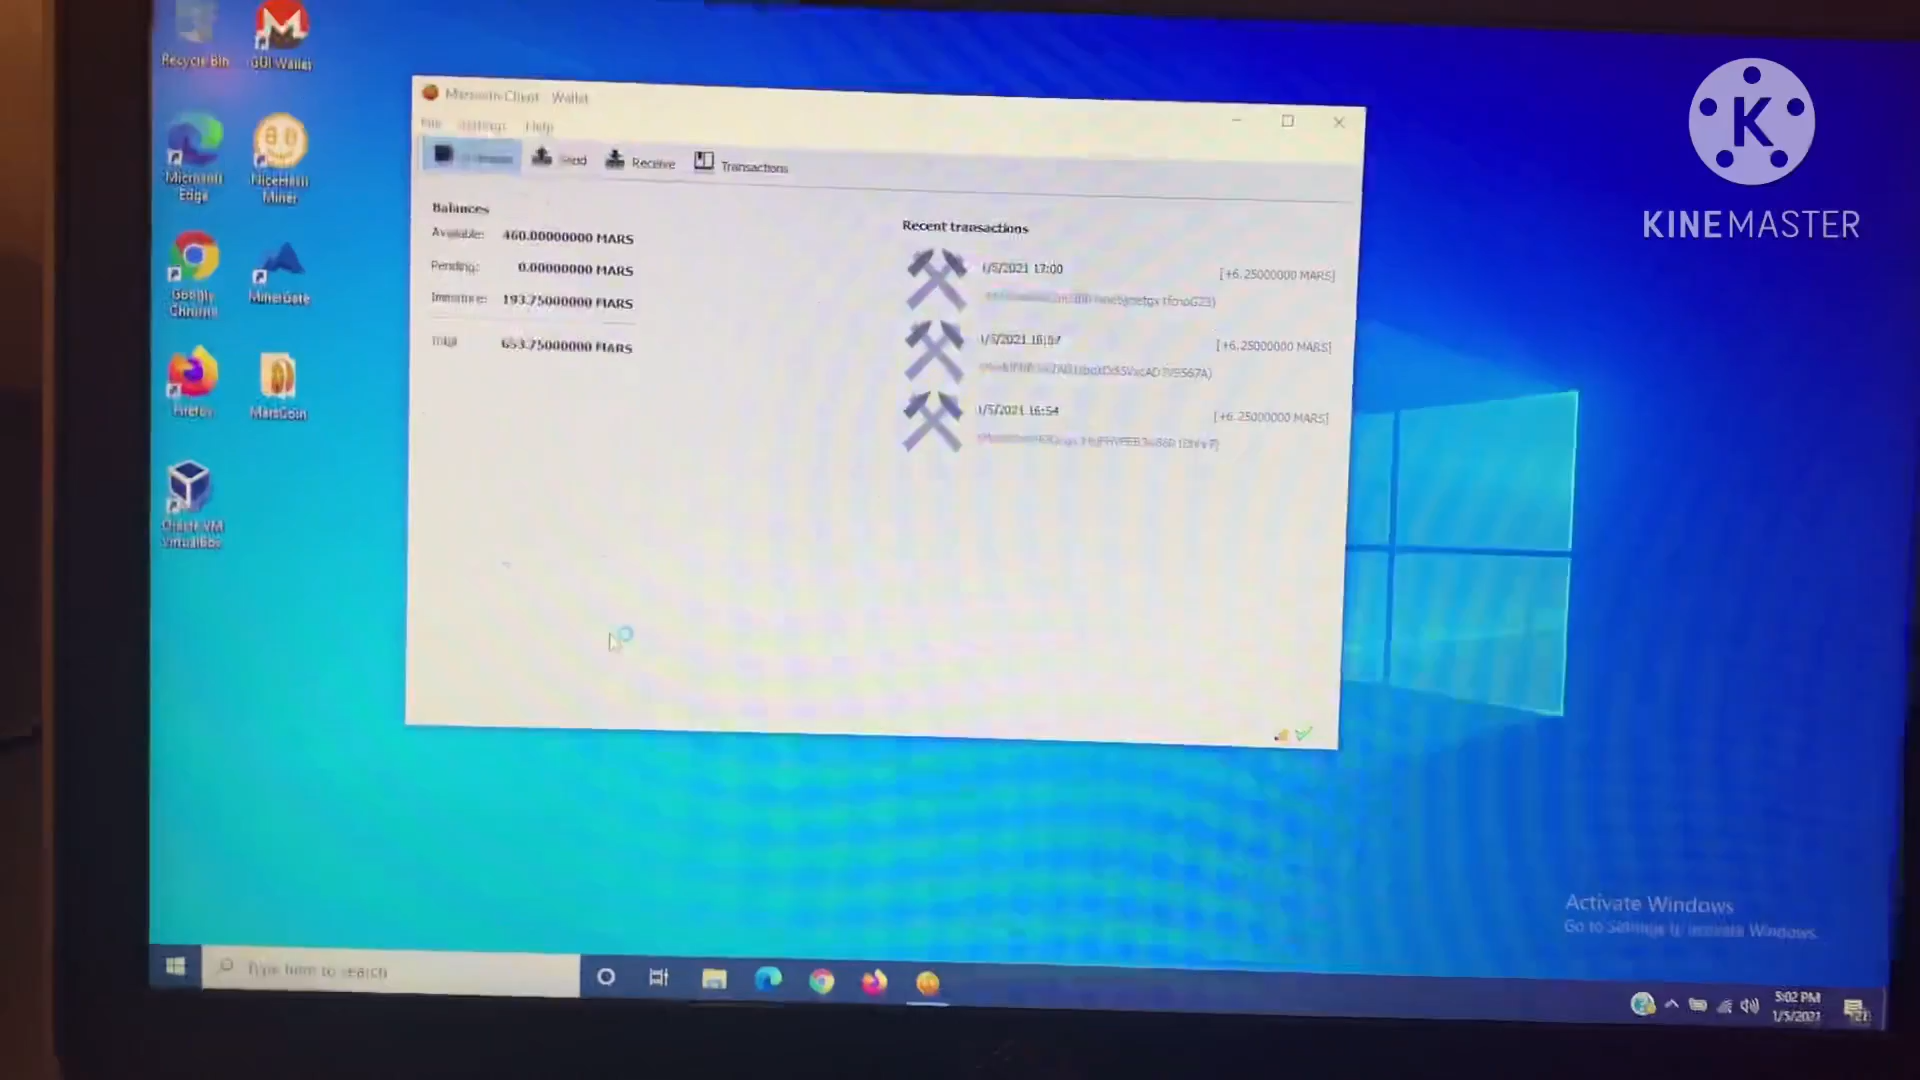 Recycle Bin
GUI Wallet
Microsoft
Edge
NiceHash
Miner
Google
Chrome
MinerGate
Firefox
MarsCoin
Oracle VM
VirtualBox
Marscoin Client - Wallet
File Settings Help
Send Receive Transactions
Balances
Available: 460.00000000 MARS
Pending: 0.00000000 MARS
Immature: 193.75000000 MARS
Total: 653.75000000 MARS
Recent transactions
1/5/2021 17:00 [+6.25000000 MARS]
1/5/2021 16:57 [+6.25000000 MARS]
1/5/2021 16:54 [+6.25000000 MARS]
K
KINEMASTER
Activate Windows
Go to Settings to activate Windows.
Type here to search
5:02 PM
1/5/2021